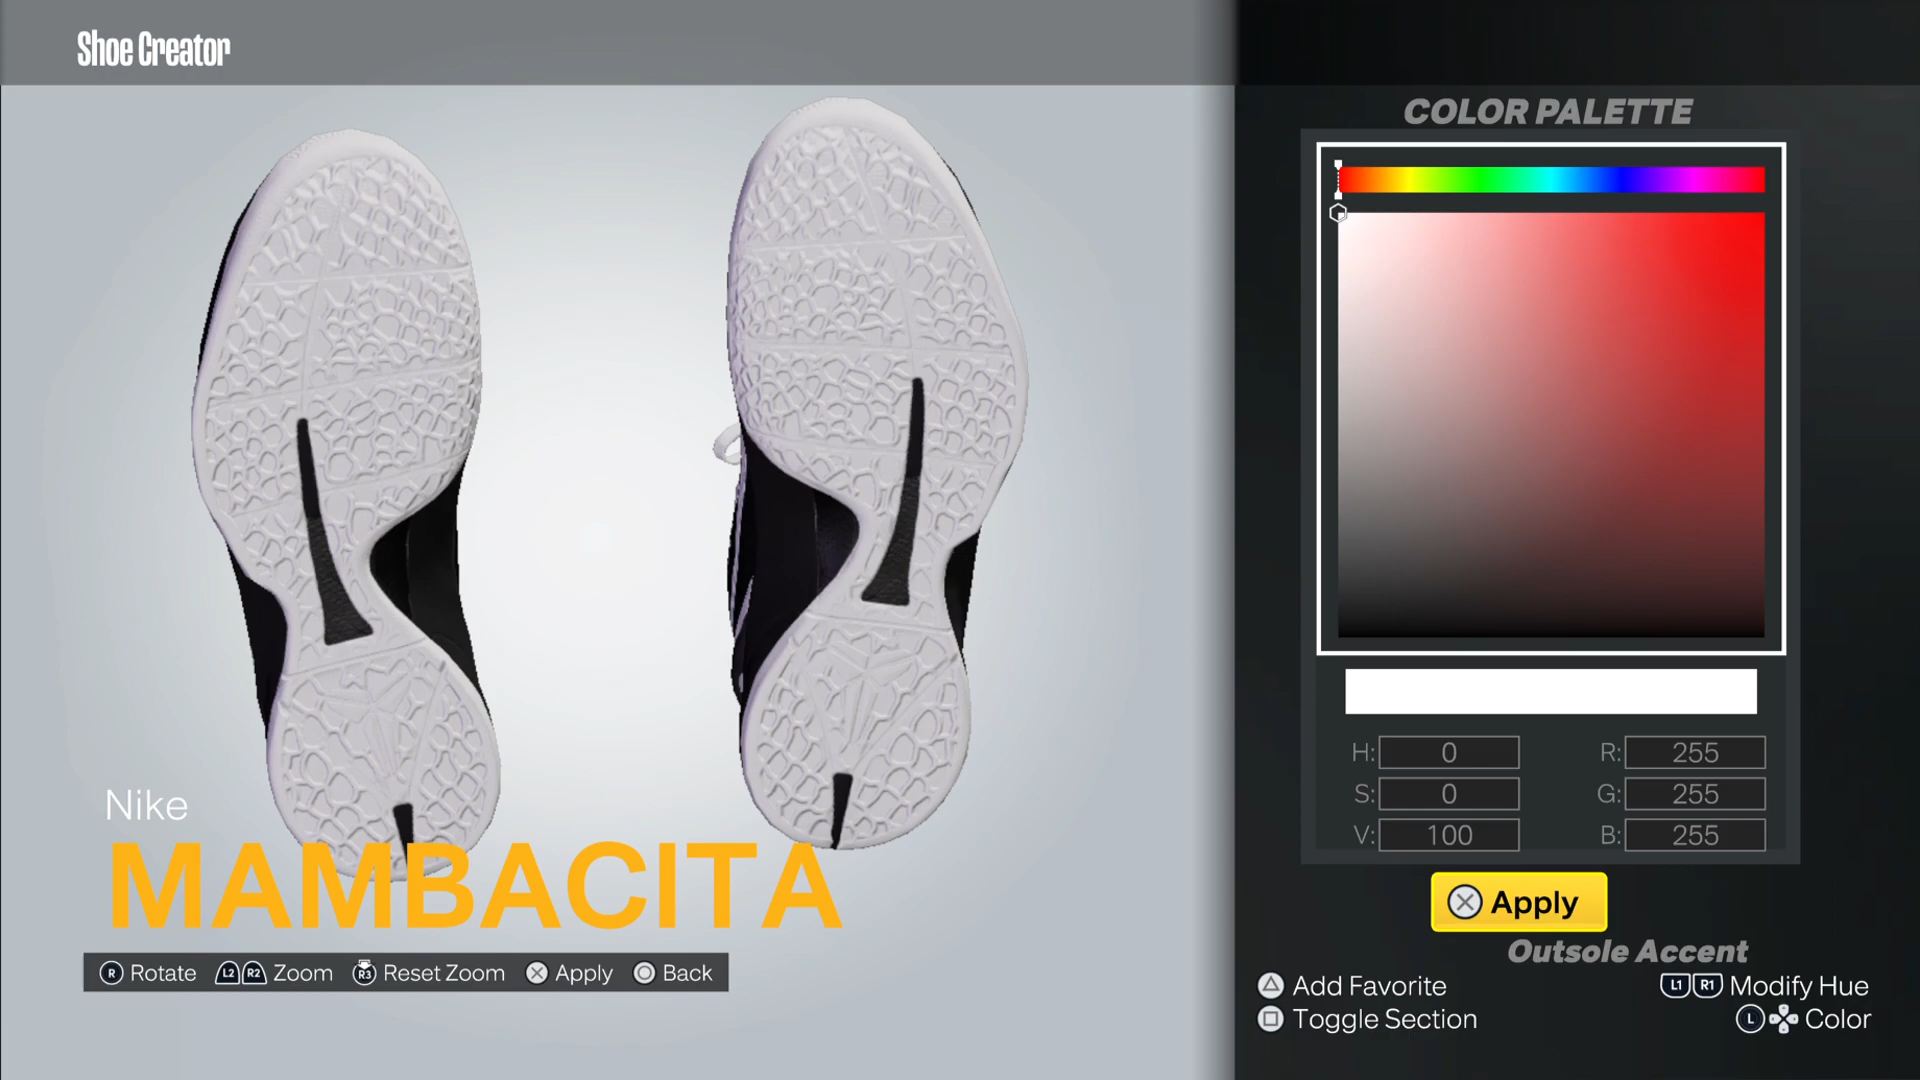 Shoe Creator
COLOR PALETTE
H: 0
R: 255
S: 0
G: 255
V: 100
B: 255
Apply
Outsole Accent
Add Favorite
L1 R1 Modify Hue
Toggle Section
L Color
Nike
MAMBACITA
R Rotate L2 R2 Zoom R3 Reset Zoom Apply Back